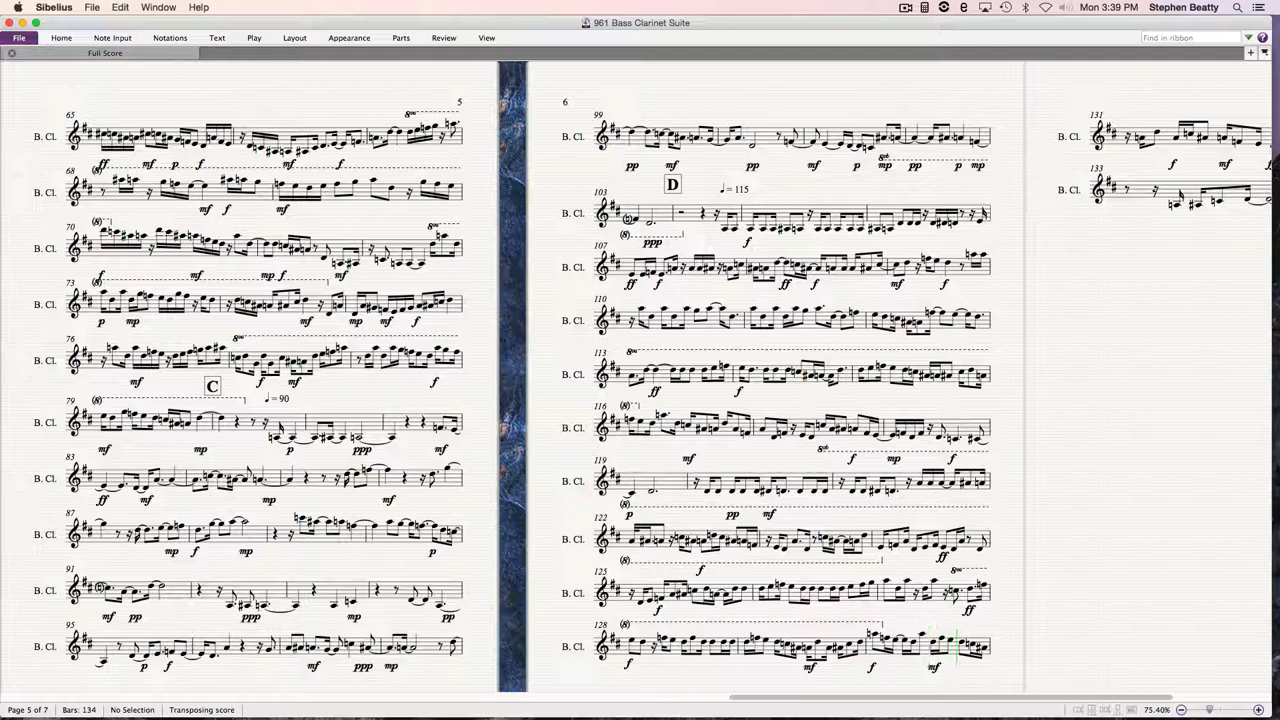 Sibelius File Edit Window Help
Mon 3:39 PM Stephen Beatty
961 Bass Clarinet Suite
File Home Note Input Notations Text Play Layout Appearance Parts Review View
Find in ribbon
Full Score
5
65
B. Cl.
ff mf p f mf f
68
B. Cl.
mf f mf
70
B. Cl.
f mf mp f mf
73
B. Cl.
p mp mf mp mf f
76
B. Cl.
mf f mf f
C
79
♩ = 90
B. Cl.
mf mp p ppp mf
83
B. Cl.
ff mf mp mf
87
B. Cl.
mp f mp p
91
B. Cl.
mf pp ppp mp pp
95
B. Cl.
p f mf ppp mp
6
99
B. Cl.
pp mf pp mf p mp pp p mp
D
♩ = 115
103
B. Cl.
ppp f
107
B. Cl.
ff f ff f mf f
110
B. Cl.
113
B. Cl.
ff f
116
B. Cl.
mf f mp f
119
B. Cl.
p pp mf
122
B. Cl.
f ff
125
B. Cl.
f ff
128
B. Cl.
f mp f mf
131
B. Cl.
f mf
133
B. Cl.
Page 5 of 7 Bars: 134 No Selection Transposing score
75.40%